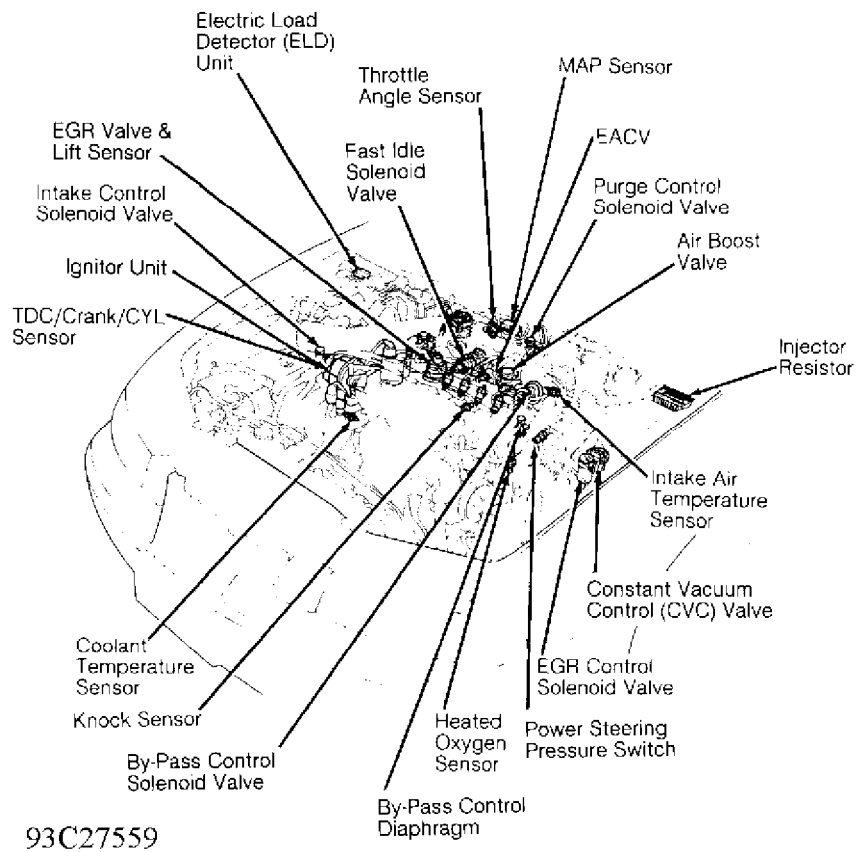 Electric Load
Detector (ELD)
Unit
Throttle
Angle Sensor
MAP Sensor
EGR Valve &
Lift Sensor
Fast Idle
Solenoid
Valve
EACV
Intake Control
Solenoid Valve
Purge Control
Solenoid Valve
Ignitor Unit
Air Boost
Valve
TDC/Crank/CYL
Sensor
Injector
Resistor
Intake Air
Temperature
Sensor
Constant Vacuum
Control (CVC) Valve
Coolant
Temperature
Sensor
EGR Control
Solenoid Valve
Knock Sensor
Heated
Oxygen
Sensor
Power Steering
Pressure Switch
By-Pass Control
Solenoid Valve
By-Pass Control
Diaphragm
93C27559